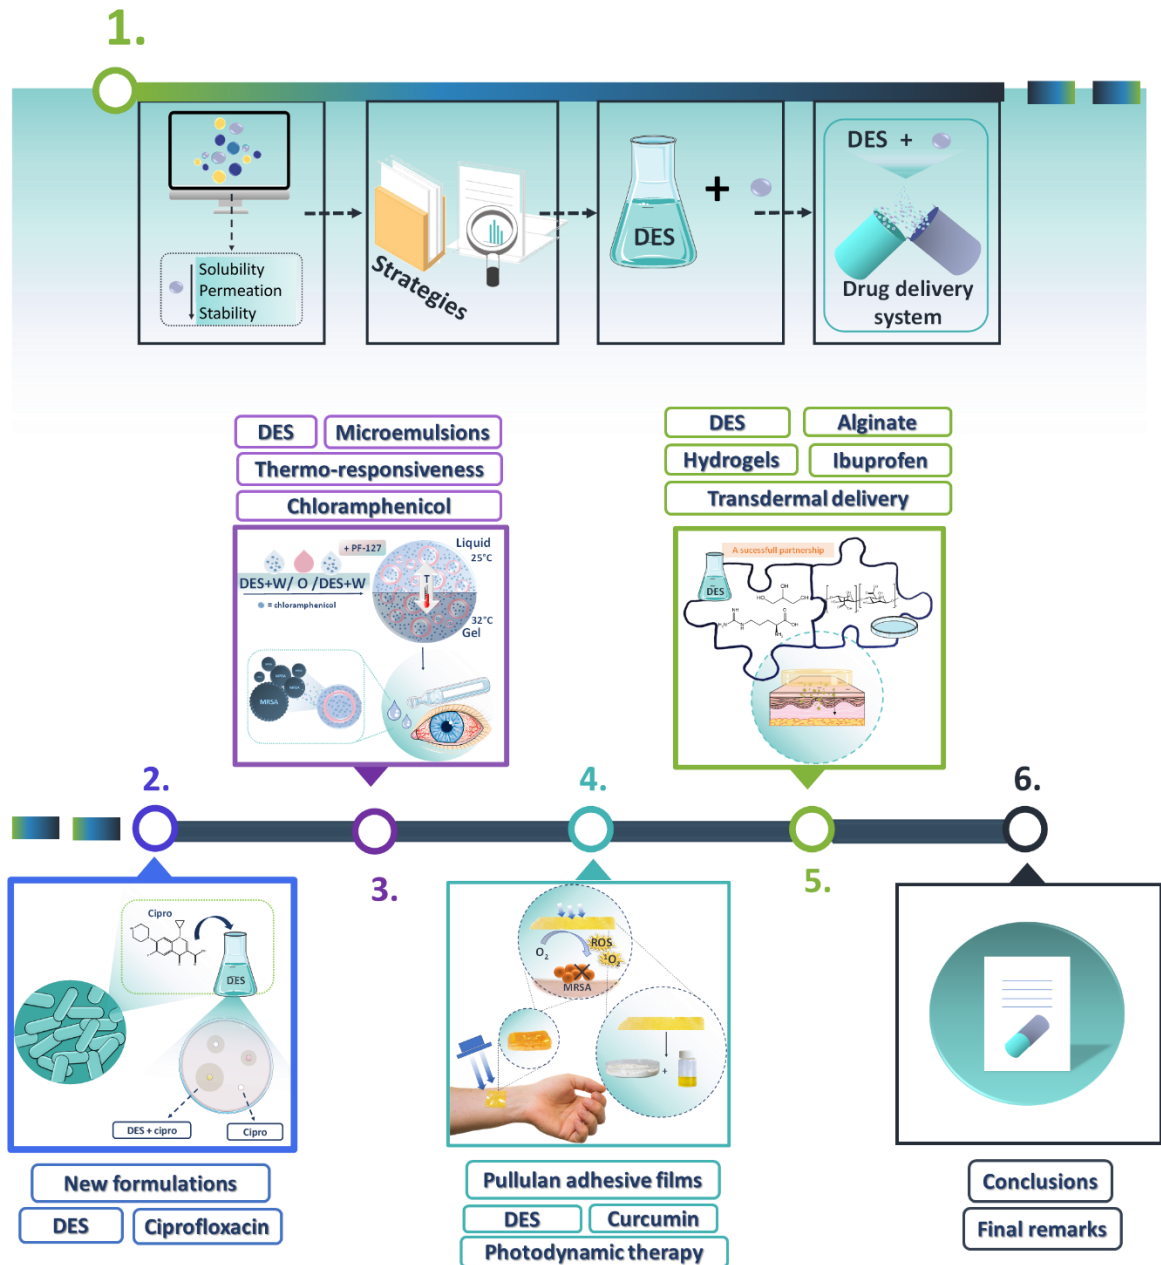 1.
Solubility
Permeation
Stability
Strategies
DES
+
DES +
Drug delivery
system
DES
Microemulsions
Thermo-responsiveness
Chloramphenicol
+ PF-127
DES+W/ O /DES+W
= chloramphenicol
Liquid
25°C
T
32°C
Gel
MRSA
DES
Alginate
Hydrogels
Ibuprofen
Transdermal delivery
A sucessfull partnership
DES
2.
3.
4.
5.
6.
Cipro
DES
DES + cipro
Cipro
New formulations
DES
Ciprofloxacin
O2
ROS
¹O2
MRSA
+
Pullulan adhesive films
DES
Curcumin
Photodynamic therapy
Conclusions
Final remarks